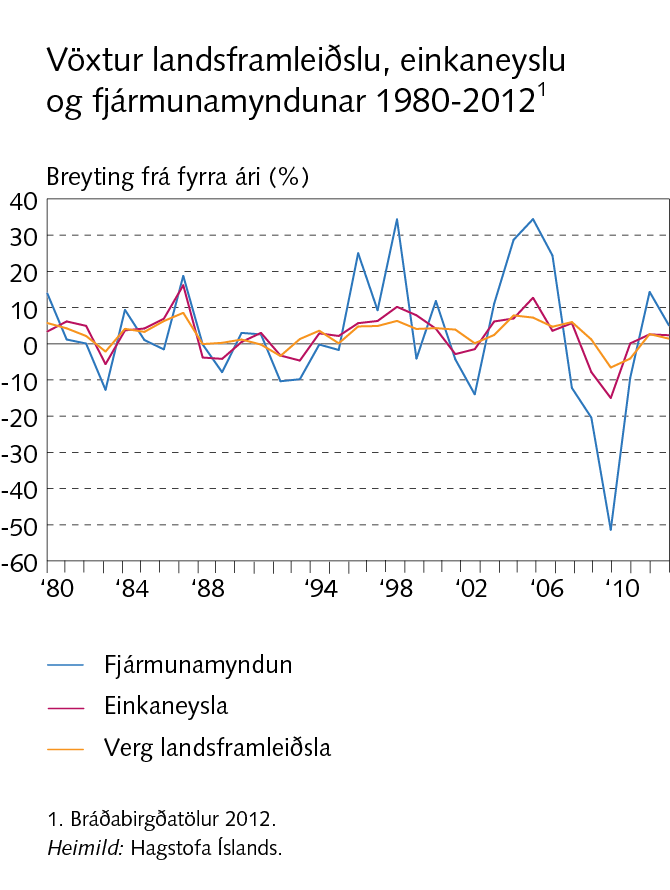 Vöxtur landsframleiðslu, einkaneyslu
og fjármunamyndunar 1980-2012¹
Breyting frá fyrra ári (%)
40
30
20
10
0
-10
-20
-30
-40
-50
-60
‘80 ‘84 ‘88 ‘94 ‘98 ‘02 ‘06 ‘10
Fjármunamyndun
Einkaneysla
Verg landsframleiðsla
1. Bráðabirgðatölur 2012.
Heimild: Hagstofa Íslands.